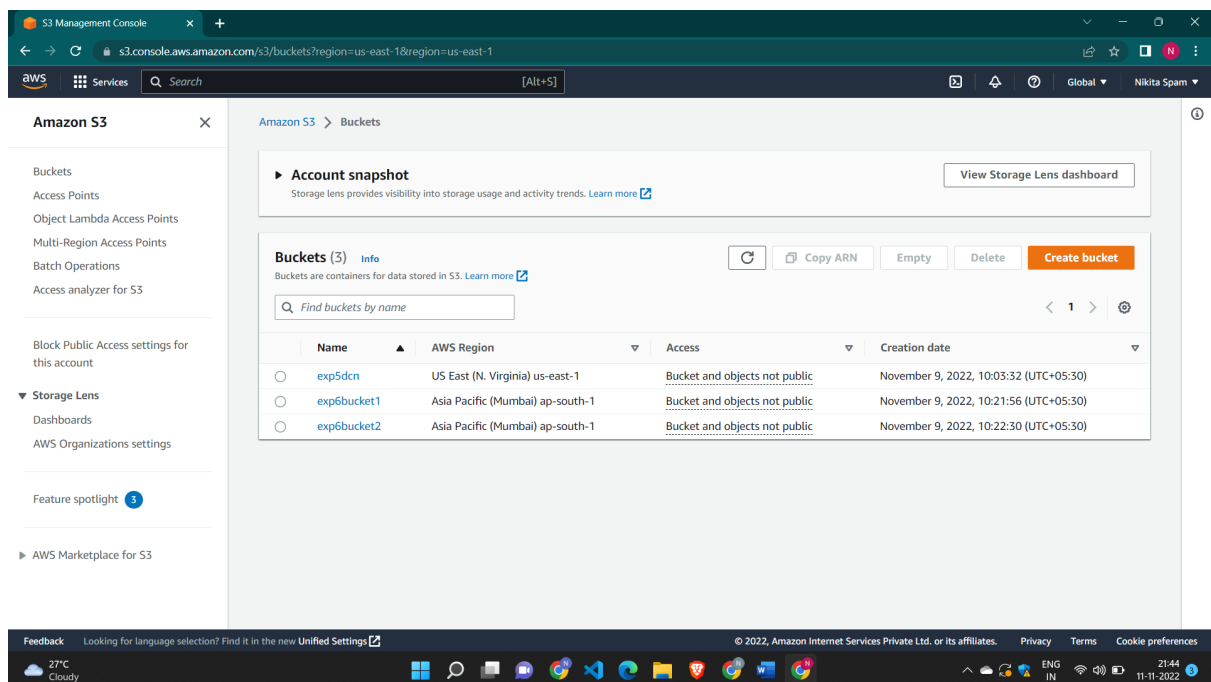 S3 Management Console
s3.console.aws.amazon.com/s3/buckets?region=us-east-1&region=us-east-1
N
aws Services Search [Alt+S] Global Nikita Spam
Amazon S3
Buckets
Access Points
Object Lambda Access Points
Multi-Region Access Points
Batch Operations
Access analyzer for S3
Block Public Access settings for
this account
Storage Lens
Dashboards
AWS Organizations settings
Feature spotlight 3
AWS Marketplace for S3
Amazon S3 > Buckets
Account snapshot
Storage lens provides visibility into storage usage and activity trends. Learn more
View Storage Lens dashboard
Buckets (3) Info
Buckets are containers for data stored in S3. Learn more
Copy ARN Empty Delete Create bucket
Find buckets by name
1
Name AWS Region Access Creation date
exp5dcn US East (N. Virginia) us-east-1 Bucket and objects not public November 9, 2022, 10:03:32 (UTC+05:30)
exp6bucket1 Asia Pacific (Mumbai) ap-south-1 Bucket and objects not public November 9, 2022, 10:21:56 (UTC+05:30)
exp6bucket2 Asia Pacific (Mumbai) ap-south-1 Bucket and objects not public November 9, 2022, 10:22:30 (UTC+05:30)
Feedback Looking for language selection? Find it in the new Unified Settings © 2022, Amazon Internet Services Private Ltd. or its affiliates. Privacy Terms Cookie preferences
27°C
Cloudy
ENG
IN
21:44
11-11-2022
3